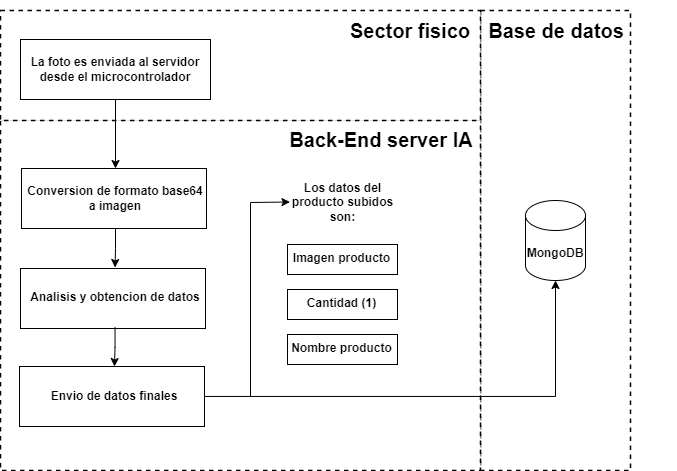 Sector fisico
Base de datos
La foto es enviada al servidor
desde el microcontrolador
Back-End server IA
Conversion de formato base64
a imagen
Los datos del
producto subidos
son:
Imagen producto
Cantidad (1)
Nombre producto
Analisis y obtencion de datos
Envio de datos finales
MongoDB